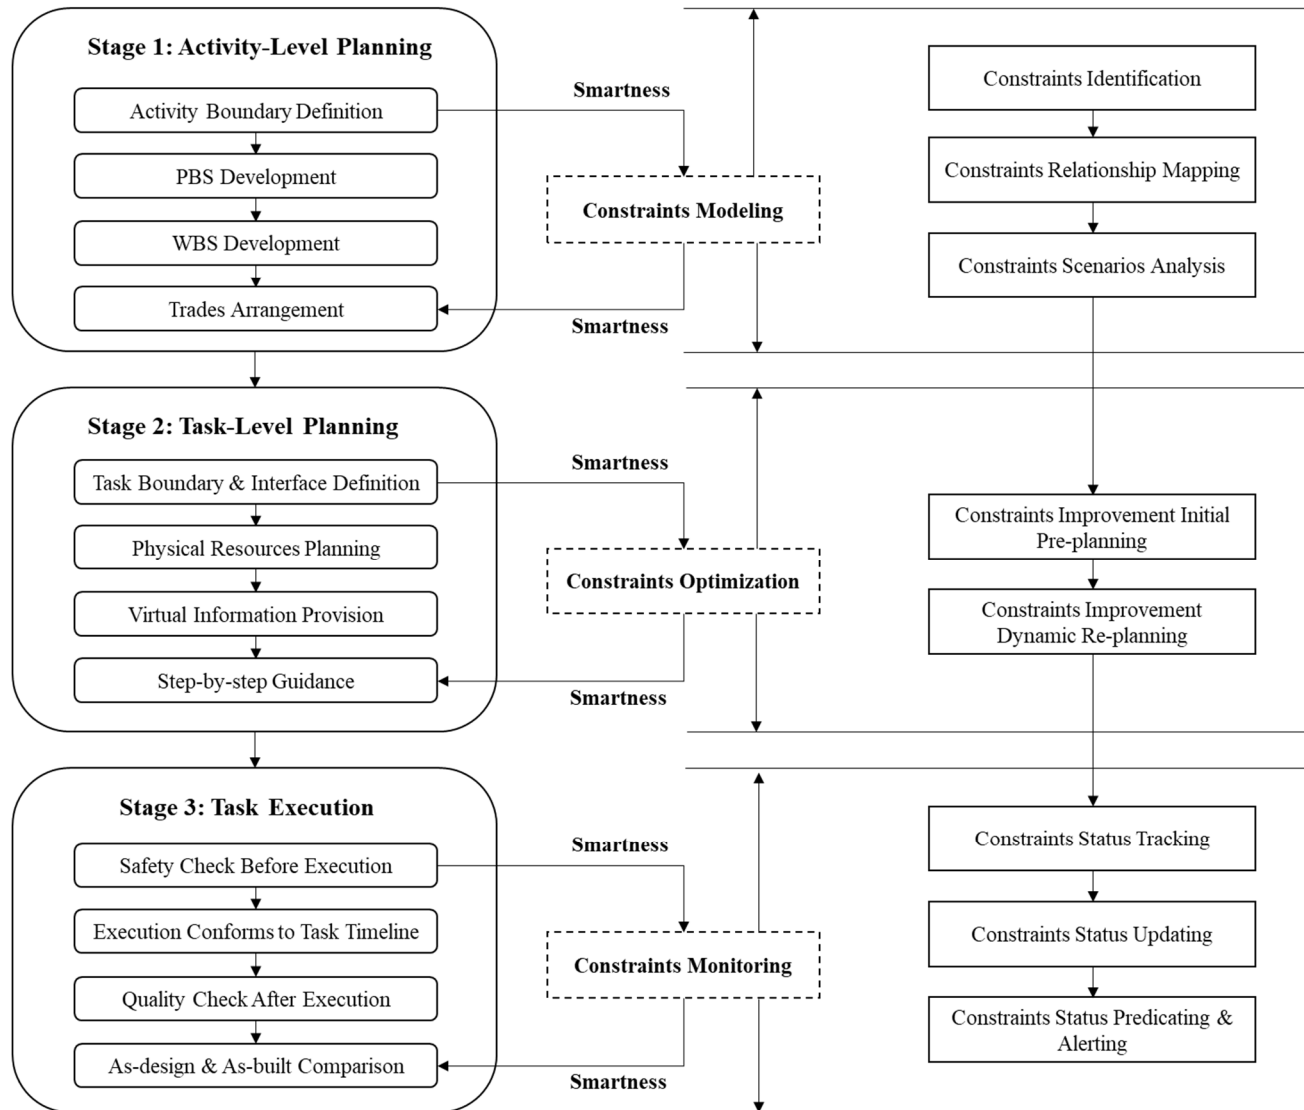 Stage 1: Activity-Level Planning
Activity Boundary Definition
PBS Development
WBS Development
Trades Arrangement
Smartness
Constraints Modeling
Smartness
Constraints Identification
Constraints Relationship Mapping
Constraints Scenarios Analysis
Stage 2: Task-Level Planning
Task Boundary & Interface Definition
Physical Resources Planning
Virtual Information Provision
Step-by-step Guidance
Smartness
Constraints Optimization
Smartness
Constraints Improvement Initial
Pre-planning
Constraints Improvement
Dynamic Re-planning
Stage 3: Task Execution
Safety Check Before Execution
Execution Conforms to Task Timeline
Quality Check After Execution
As-design & As-built Comparison
Smartness
Constraints Monitoring
Smartness
Constraints Status Tracking
Constraints Status Updating
Constraints Status Predicating &
Alerting